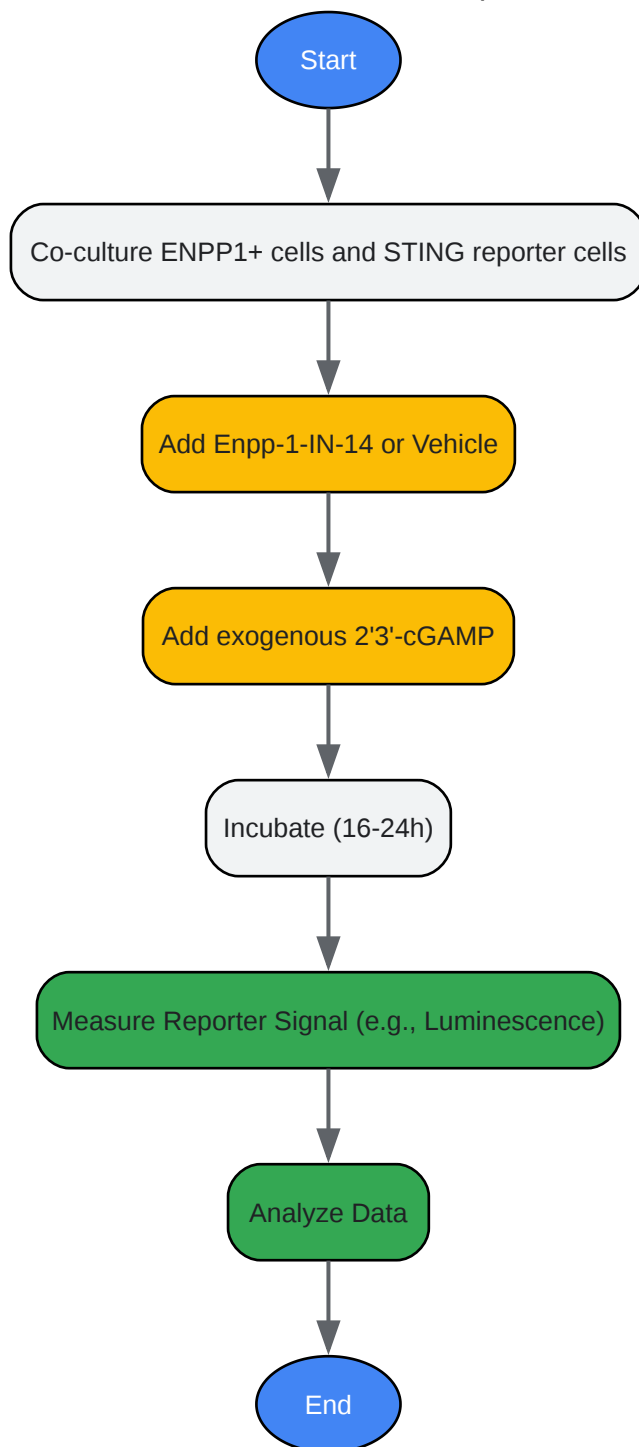 Start
Co-culture ENPP1+ cells and STING reporter cells
Add Enpp-1-IN-14 or Vehicle
Add exogenous 2'3'-cGAMP
Incubate (16-24h)
Measure Reporter Signal (e.g., Luminescence)
Analyze Data
End